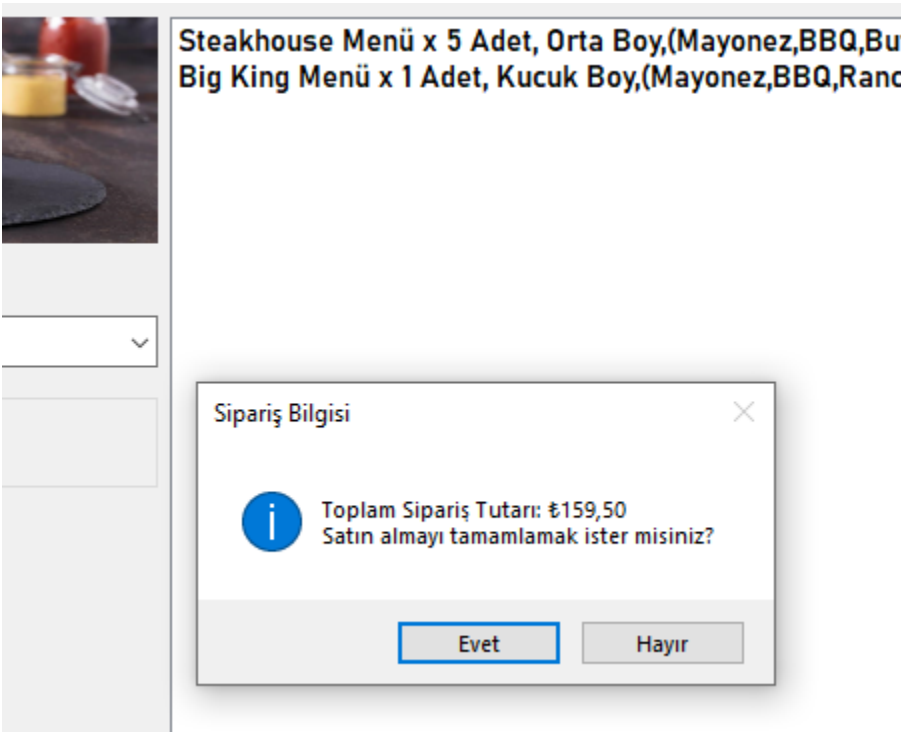 Steakhouse Menü x 5 Adet, Orta Boy,(Mayonez,BBQ,
Big King Menü x 1 Adet, Kucuk Boy,(Mayonez,BBQ,
Sipariş Bilgisi
Toplam Sipariş Tutarı: ₺159,50
Satın almayı tamamlamak ister misiniz?
Evet
Hayır